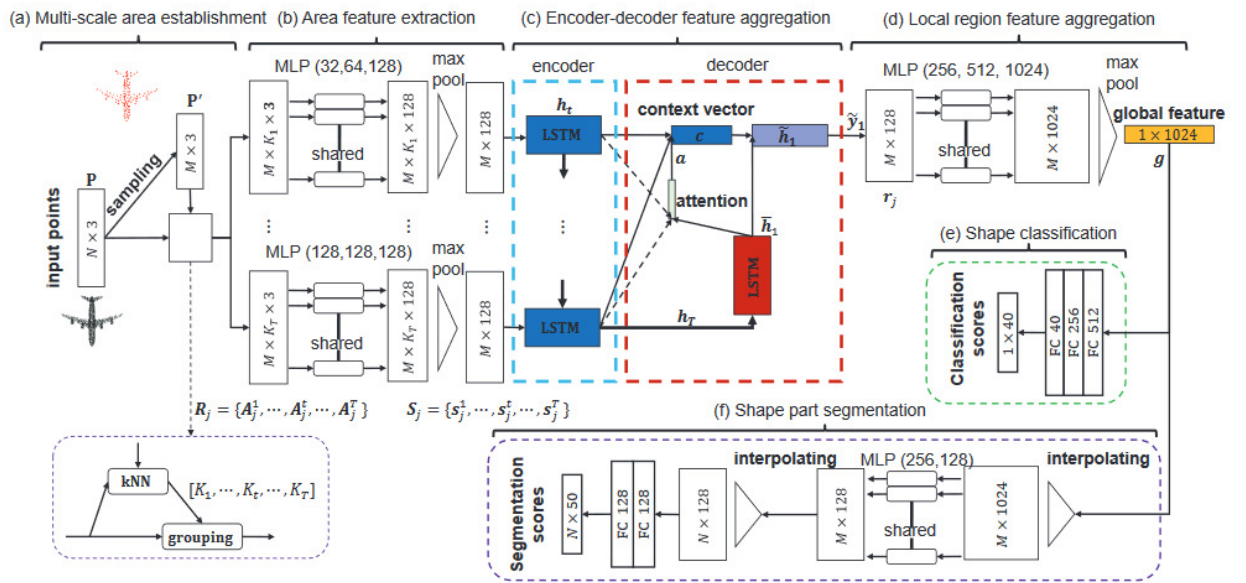 (a) Multi-scale area establishment
(b) Area feature extraction
(c) Encoder-decoder feature aggregation
(d) Local region feature aggregation
input points
P
N × 3
sampling
P′
M × 3
MLP (32,64,128)
M × K₁ × 3
shared
M × K₁ × 128
max
pool
M × 128
⋯
⋯
MLP (128,128,128)
M × K_T × 3
shared
M × K_T × 128
max
pool
M × 128
R_j = {A_j^1, ⋯, A_j^t, ⋯, A_j^T}
S_j = {s_j^1, ⋯, s_j^t, ⋯, s_j^T}
kNN
[K₁, ⋯, K_t, ⋯, K_T]
grouping
encoder
h_t
LSTM
⋯
LSTM
decoder
context vector
c
h̃₁
a
attention
h̄₁
LSTM
h_T
ỹ₁
MLP (256, 512, 1024)
M × 128
r_j
shared
M × 1024
max
pool
global feature
1 × 1024
g
(e) Shape classification
Classification
scores
1 × 40
FC 40
FC 256
FC 512
(f) Shape part segmentation
Segmentation
scores
N × 50
FC 128
FC 128
N × 128
interpolating
M × 128
MLP (256,128)
shared
M × 1024
interpolating